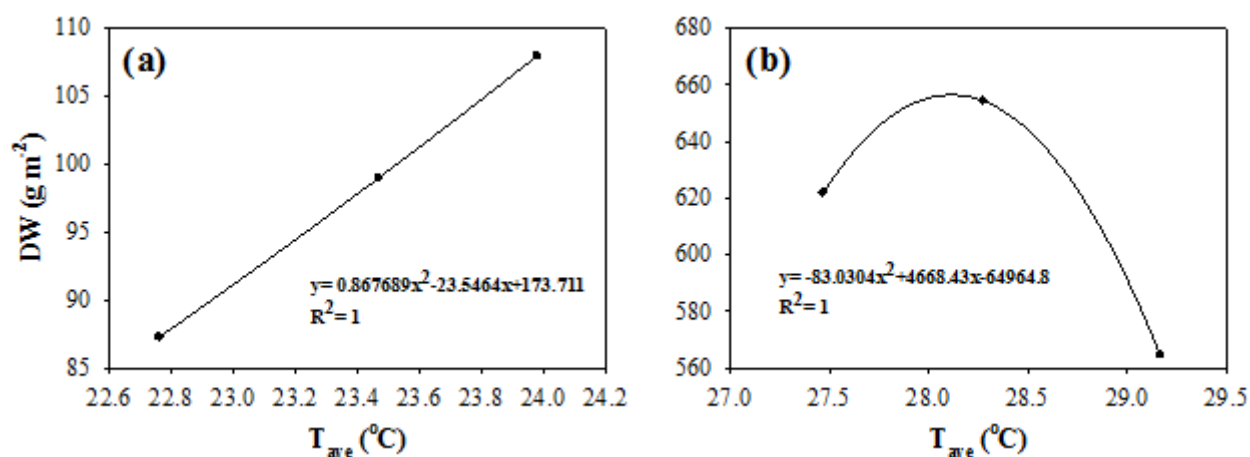 (a)
110
105
100
95
90
85
DW (g m-2)
y= 0.867689x2-23.5464x+173.711
R2= 1
22.6 22.8 23.0 23.2 23.4 23.6 23.8 24.0 24.2
Tave (oC)
(b)
680
660
640
620
600
580
560
y= -83.0304x2+4668.43x-64964.8
R2= 1
27.0 27.5 28.0 28.5 29.0 29.5
Tave (oC)